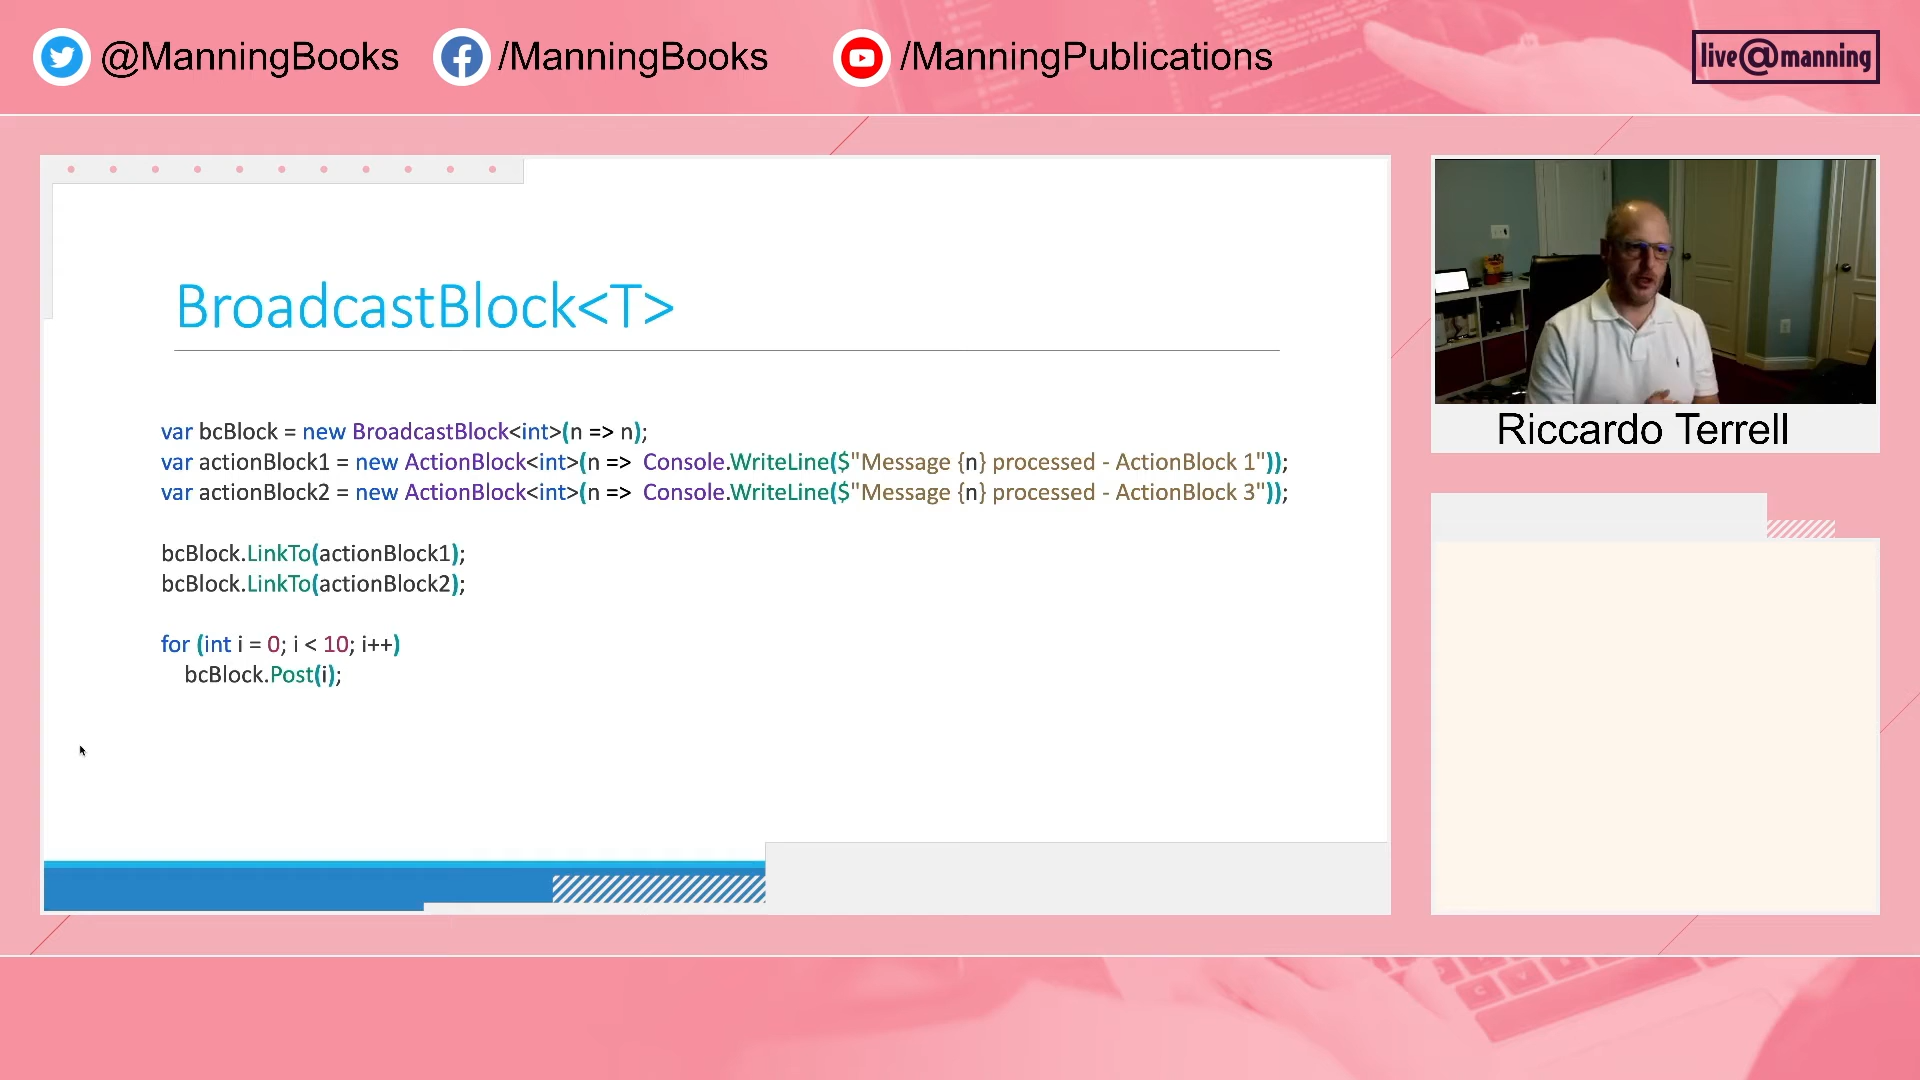 @ManningBooks /ManningBooks /ManningPublications live@manning
BroadcastBlock<T>
var bcBlock = new BroadcastBlock<int>(n => n);
var actionBlock1 = new ActionBlock<int>(n => Console.WriteLine($"Message {n} processed - ActionBlock 1"));
var actionBlock2 = new ActionBlock<int>(n => Console.WriteLine($"Message {n} processed - ActionBlock 3"));
bcBlock.LinkTo(actionBlock1);
bcBlock.LinkTo(actionBlock2);
for (int i = 0; i < 10; i++)
bcBlock.Post(i);
Riccardo Terrell